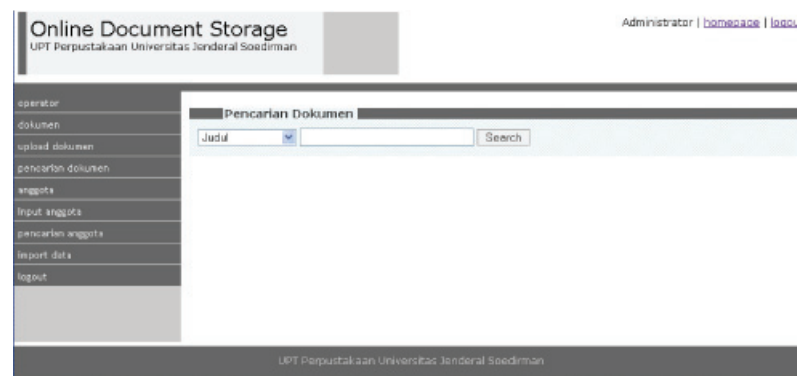 Online Document Storage
UPT Perpustakaan Universitas Jenderal Soedirman
Administrator | homepage | logou
operator
dokumen
upload dokumen
pencarian dokumen
anggota
input anggota
pencarian anggota
import data
logout
Pencarian Dokumen
Judul Search
UPT Perpustakaan Universitas Jenderal Soedirman